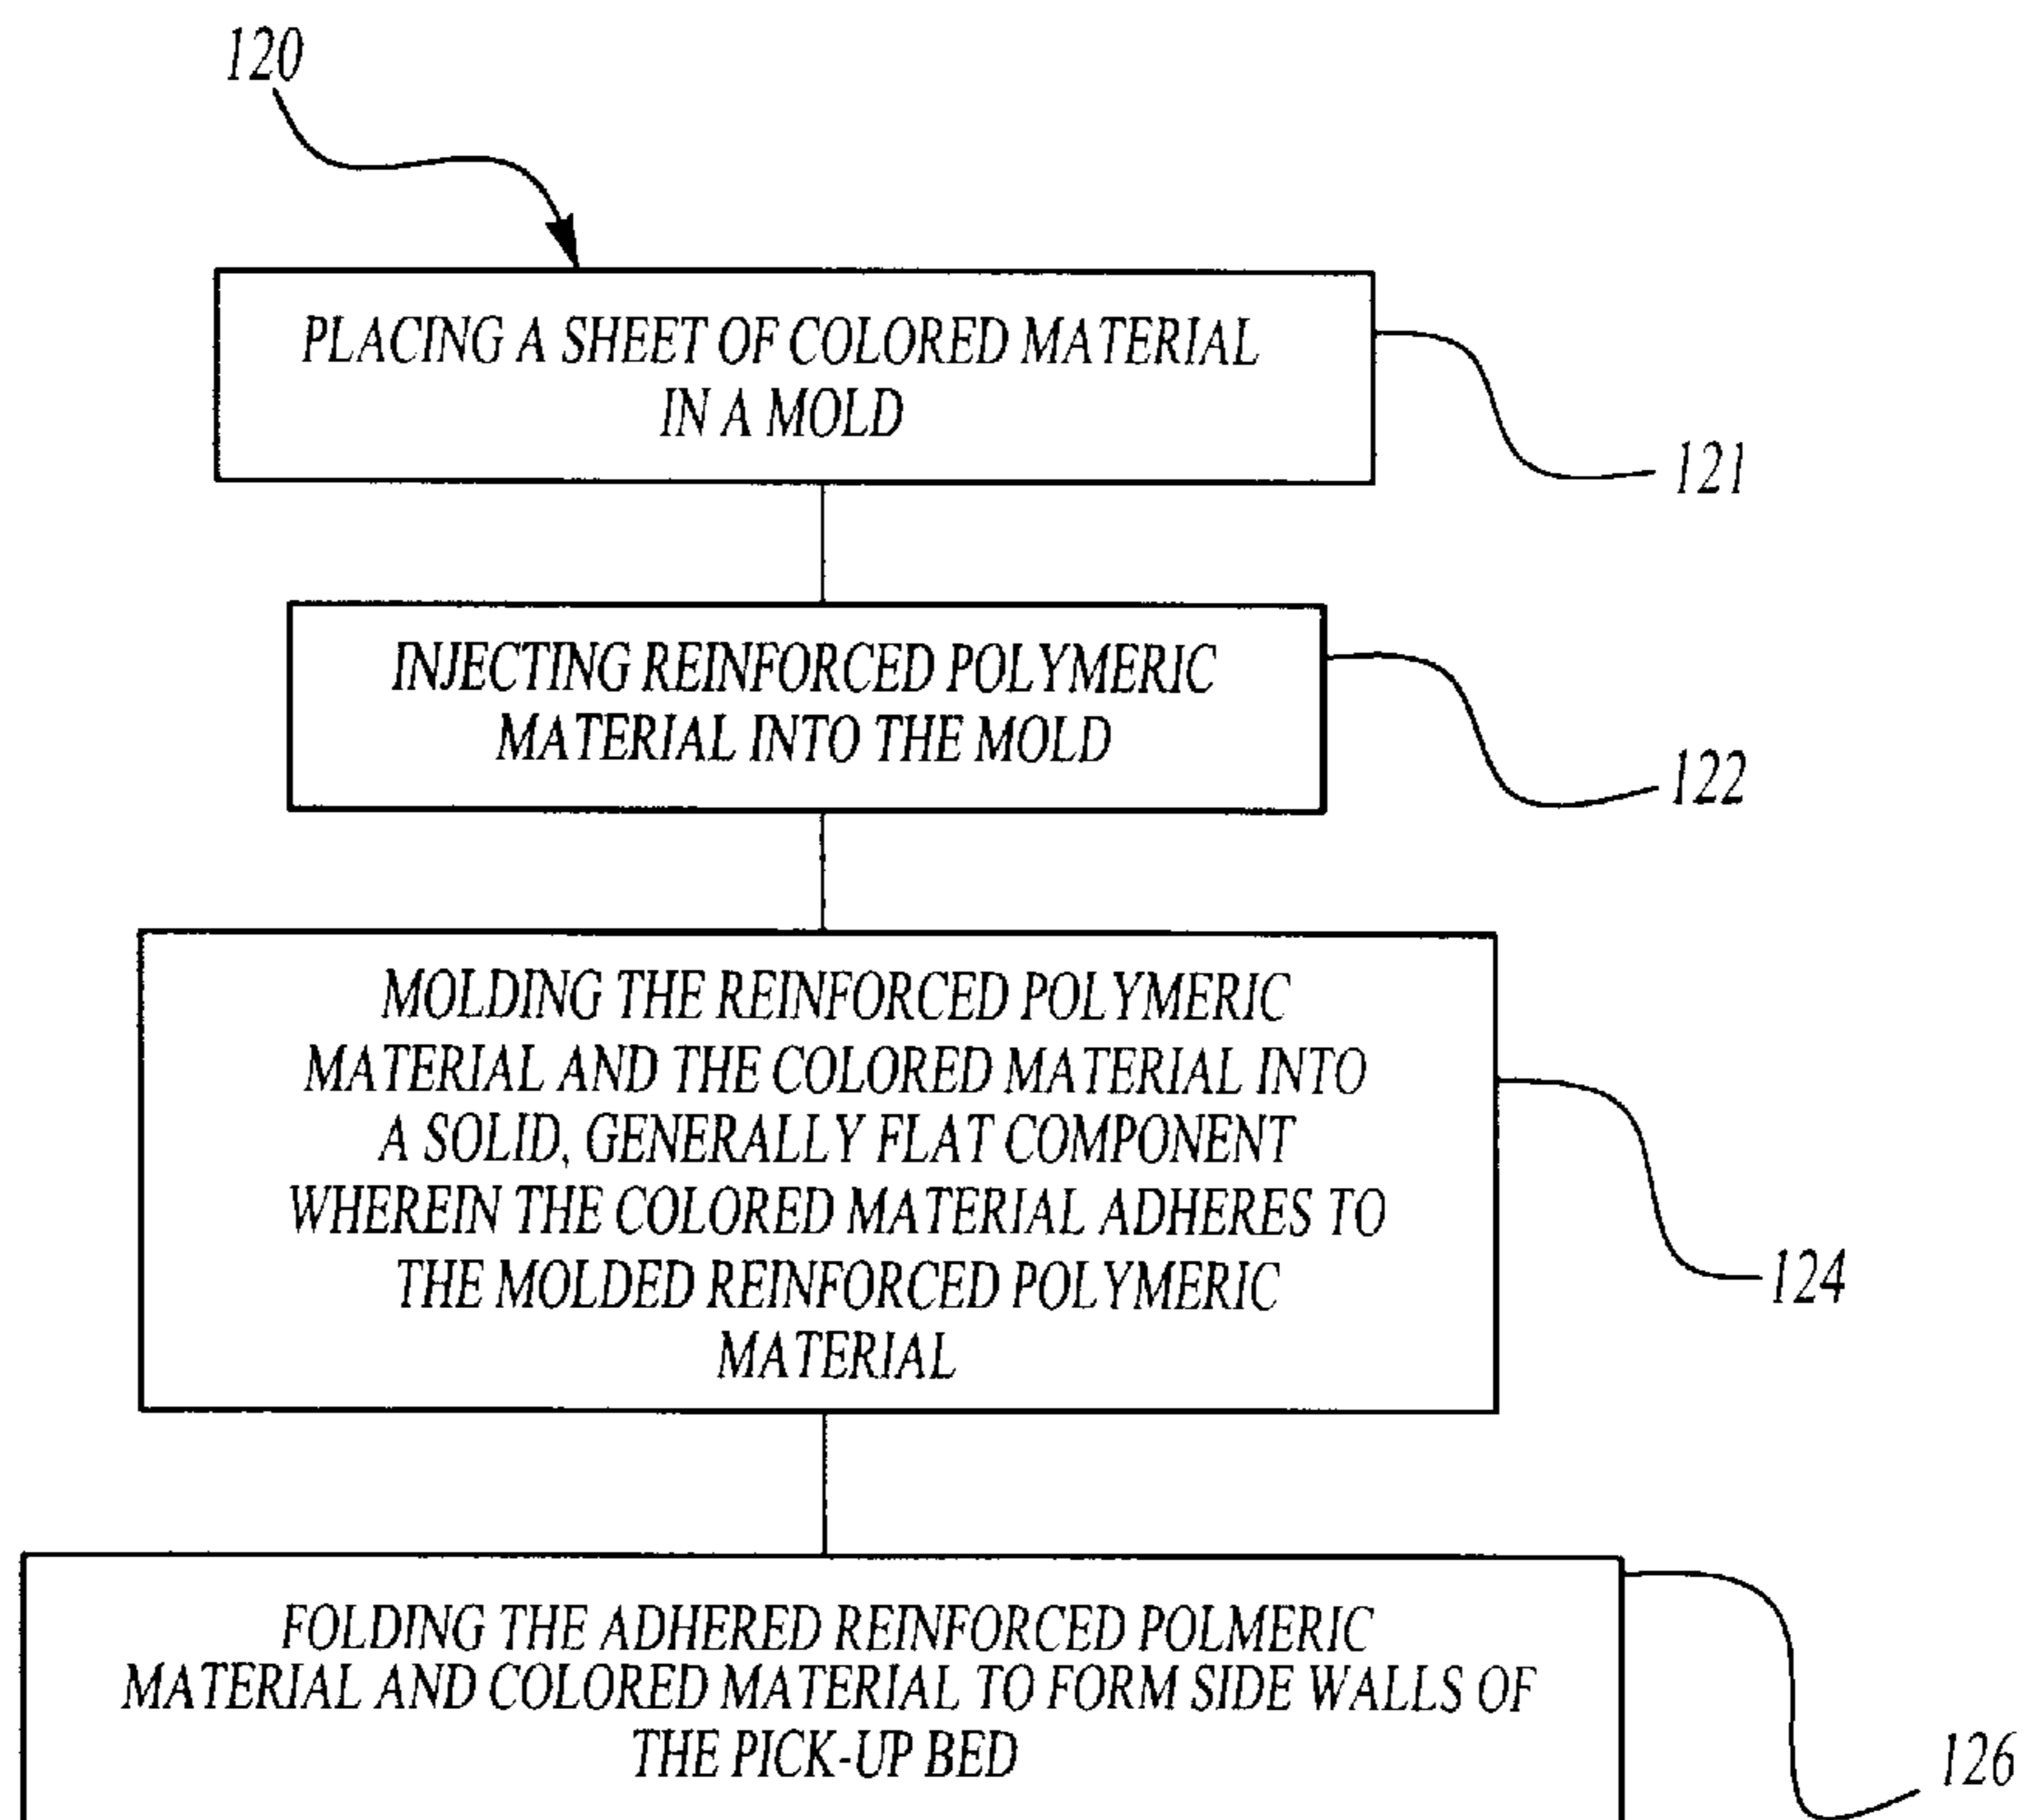 120
PLACING A SHEET OF COLORED MATERIAL
IN A MOLD
121
INJECTING REINFORCED POLYMERIC
MATERIAL INTO THE MOLD
122
MOLDING THE REINFORCED POLYMERIC
MATERIAL AND THE COLORED MATERIAL INTO
A SOLID, GENERALLY FLAT COMPONENT
WHEREIN THE COLORED MATERIAL ADHERES TO
THE MOLDED REINFORCED POLYMERIC
MATERIAL
124
FOLDING THE ADHERED REINFORCED POLMERIC
MATERIAL AND COLORED MATERIAL TO FORM SIDE WALLS OF
THE PICK-UP BED
126